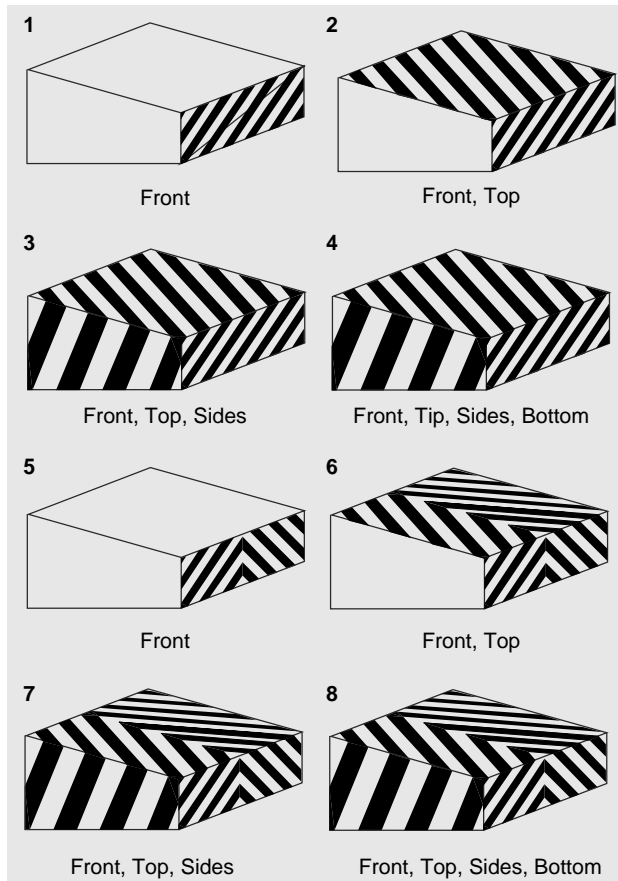 1
2
Front
Front, Top
3
4
Front, Top, Sides
Front, Tip, Sides, Bottom
5
6
Front
Front, Top
7
8
Front, Top, Sides
Front, Top, Sides, Bottom